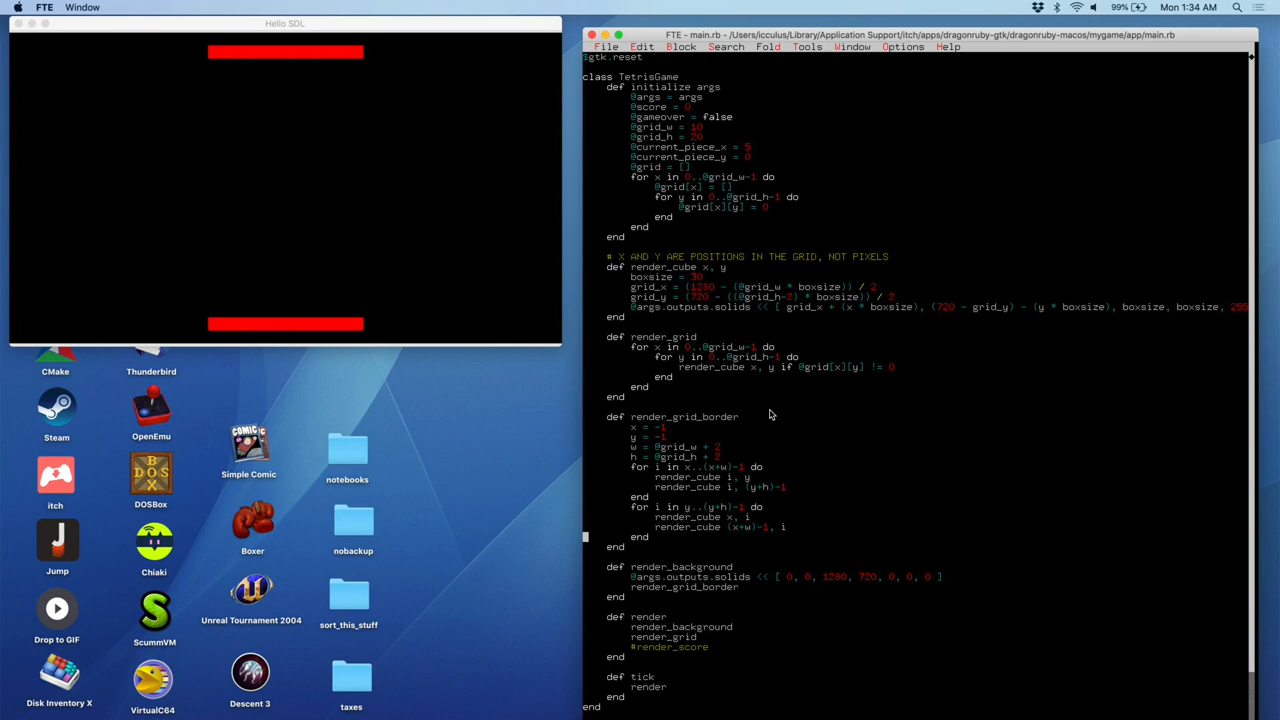 FTE Window
99% Mon 1:34 AM
Hello SDL
FTE - main.rb - /Users/icculus/Library/Application Support/itch/apps/dragonruby-gtk/dragonruby-macos/mygame/app/main.rb
File Edit Block Search Fold Tools Window Options Help
$gtk.reset
class TetrisGame
def initialize args
@args = args
@score = 0
@gameover = false
@grid_w = 10
@grid_h = 20
@current_piece_x = 5
@current_piece_y = 0
@grid = []
for x in 0..@grid_w-1 do
@grid[x] = []
for y in 0..@grid_h-1 do
@grid[x][y] = 0
end
end
end
# X AND Y ARE POSITIONS IN THE GRID, NOT PIXELS
def render_cube x, y
boxsize = 30
grid_x = (1280 - (@grid_w * boxsize)) / 2
grid_y = (720 - ((@grid_h-2) * boxsize)) / 2
@args.outputs.solids << [ grid_x + (x * boxsize), (720 - grid_y) - (y * boxsize), boxsize, boxsize, 255
end
def render_grid
for x in 0..@grid_w-1 do
for y in 0..@grid_h-1 do
render_cube x, y if @grid[x][y] != 0
end
end
end
def render_grid_border
x = -1
y = -1
w = @grid_w + 2
h = @grid_h + 2
for i in x..(x+w)-1 do
render_cube i, y
render_cube i, (y+h)-1
end
for i in y..(y+h)-1 do
render_cube x, i
render_cube (x+w)-1, i
end
end
def render_background
@args.outputs.solids << [ 0, 0, 1280, 720, 0, 0, 0 ]
render_grid_border
end
def render
render_background
render_grid
#render_score
end
def tick
render
end
end
CMake
Thunderbird
Steam
OpenEmu
Simple Comic
notebooks
itch
DOSBox
Jump
Chiaki
Boxer
nobackup
Drop to GIF
ScummVM
Unreal Tournament 2004
sort_this_stuff
Disk Inventory X
VirtualC64
Descent 3
taxes